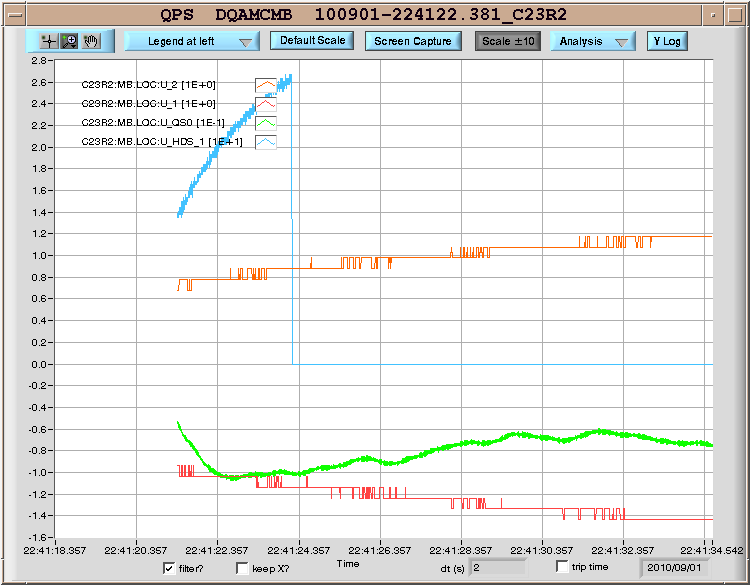 QPS DQAMCMB 100901-224122.381_C23R2
Legend at left Default Scale Screen Capture Scale ±10 Analysis Y Log
2.8
2.6
2.4
2.2
2.0
1.8
1.6
1.4
1.2
1.0
0.8
0.6
0.4
0.2
0.0
-0.2
-0.4
-0.6
-0.8
-1.0
-1.2
-1.4
-1.6
C23R2:MB.LOC:U_2 [1E+0]
C23R2:MB.LOC:U_1 [1E+0]
C23R2:MB.LOC:U_QS0 [1E-1]
C23R2:MB.LOC:U_HDS_1 [1E+1]
22:41:18.357 22:41:20.357 22:41:22.357 22:41:24.357 22:41:26.357 22:41:28.357 22:41:30.357 22:41:32.357 22:41:34.542
filter? keep X? Time dt (s) 2 trip time 2010/09/01